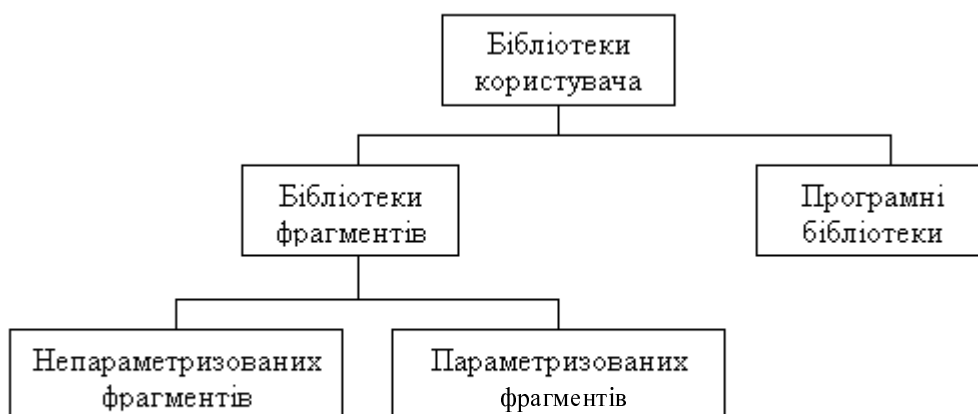 Бібліотеки
користувача
Бібліотеки
фрагментів
Програмні
бібліотеки
Непараметризованих
фрагментів
Параметризованих
фрагментів